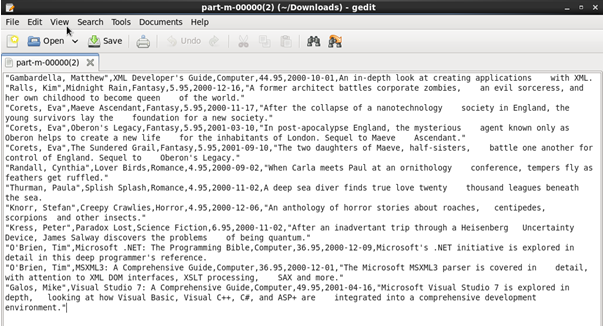 part-m-00000(2) (~/Downloads) - gedit
File Edit View Search Tools Documents Help
Open Save Undo
part-m-00000(2)
"Gambardella, Matthew",XML Developer's Guide,Computer,44.95,2000-10-01,An in-depth look at creating applications    with XML.
"Ralls, Kim",Midnight Rain,Fantasy,5.95,2000-12-16,"A former architect battles corporate zombies,    an evil sorceress, and
her own childhood to become queen    of the world."
"Corets, Eva",Maeve Ascendant,Fantasy,5.95,2000-11-17,"After the collapse of a nanotechnology    society in England, the
young survivors lay the    foundation for a new society."
"Corets, Eva",Oberon's Legacy,Fantasy,5.95,2001-03-10,"In post-apocalypse England, the mysterious    agent known only as
Oberon helps to create a new life    for the inhabitants of London. Sequel to Maeve    Ascendant."
"Corets, Eva",The Sundered Grail,Fantasy,5.95,2001-09-10,"The two daughters of Maeve, half-sisters,    battle one another for
control of England. Sequel to    Oberon's Legacy."
"Randall, Cynthia",Lover Birds,Romance,4.95,2000-09-02,"When Carla meets Paul at an ornithology    conference, tempers fly as
feathers get ruffled."
"Thurman, Paula",Splish Splash,Romance,4.95,2000-11-02,A deep sea diver finds true love twenty    thousand leagues beneath
the sea.
"Knorr, Stefan",Creepy Crawlies,Horror,4.95,2000-12-06,"An anthology of horror stories about roaches,    centipedes,
scorpions  and other insects."
"Kress, Peter",Paradox Lost,Science Fiction,6.95,2000-11-02,"After an inadvertant trip through a Heisenberg    Uncertainty
Device, James Salway discovers the problems    of being quantum."
"O'Brien, Tim",Microsoft .NET: The Programming Bible,Computer,36.95,2000-12-09,Microsoft's .NET initiative is explored in
detail in this deep programmer's reference.
"O'Brien, Tim",MSXML3: A Comprehensive Guide,Computer,36.95,2000-12-01,"The Microsoft MSXML3 parser is covered in    detail,
with attention to XML DOM interfaces, XSLT processing,    SAX and more."
"Galos, Mike",Visual Studio 7: A Comprehensive Guide,Computer,49.95,2001-04-16,"Microsoft Visual Studio 7 is explored in
depth,    looking at how Visual Basic, Visual C++, C#, and ASP+ are    integrated into a comprehensive development
environment."